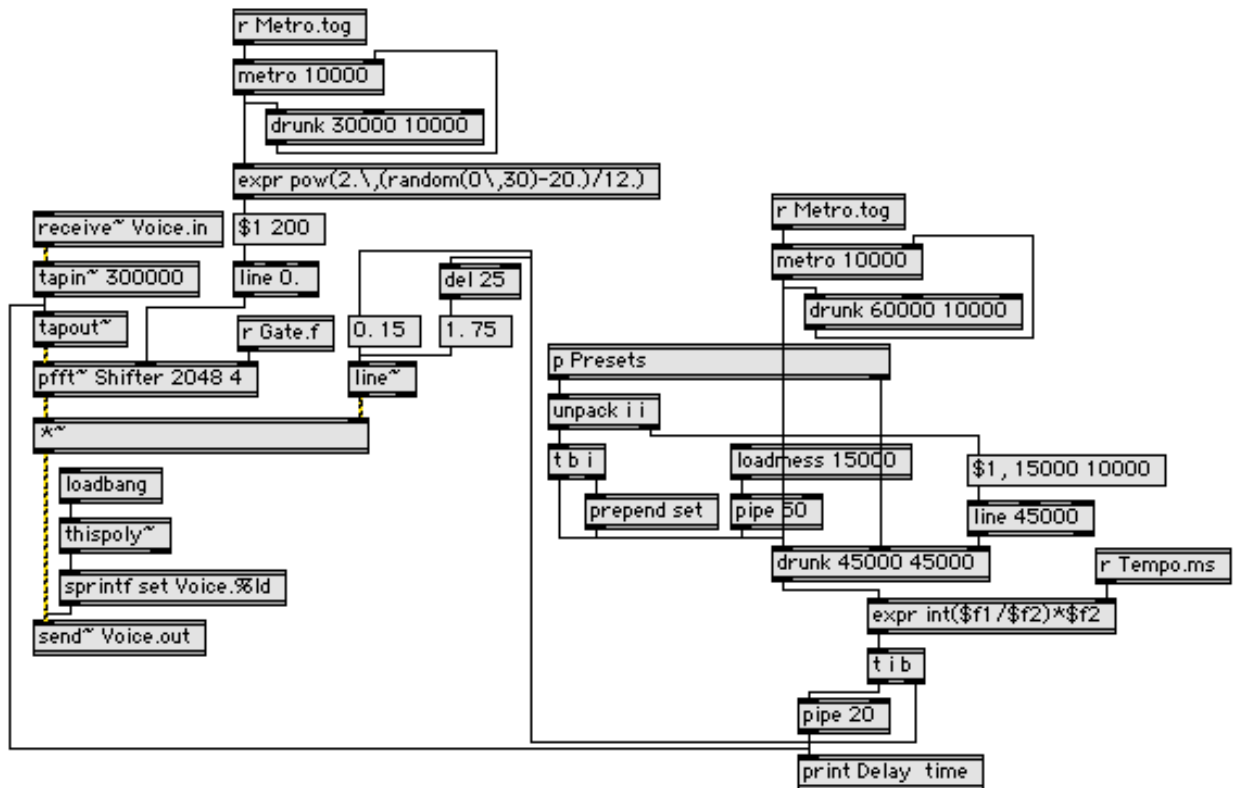 r Metro.tog
metro 10000
drunk 30000 10000
expr pow(2.\,(random(0\,30)-20.)/12.)
receive~ Voice.in
$1 200
tapin~ 300000
line 0.
del 25
tapout~
r Gate.f
0.15
1.75
pfft~ Shifter 2048 4
line~
*~
loadbang
thispoly~
sprintf set Voice.%ld
send~ Voice.out
r Metro.tog
metro 10000
drunk 60000 10000
p Presets
unpack i i
t b i
loadmess 15000
$1, 15000 10000
prepend set
pipe 50
line 45000
drunk 45000 45000
r Tempo.ms
expr int($f1/$f2)*$f2
t i b
pipe 20
print Delay time